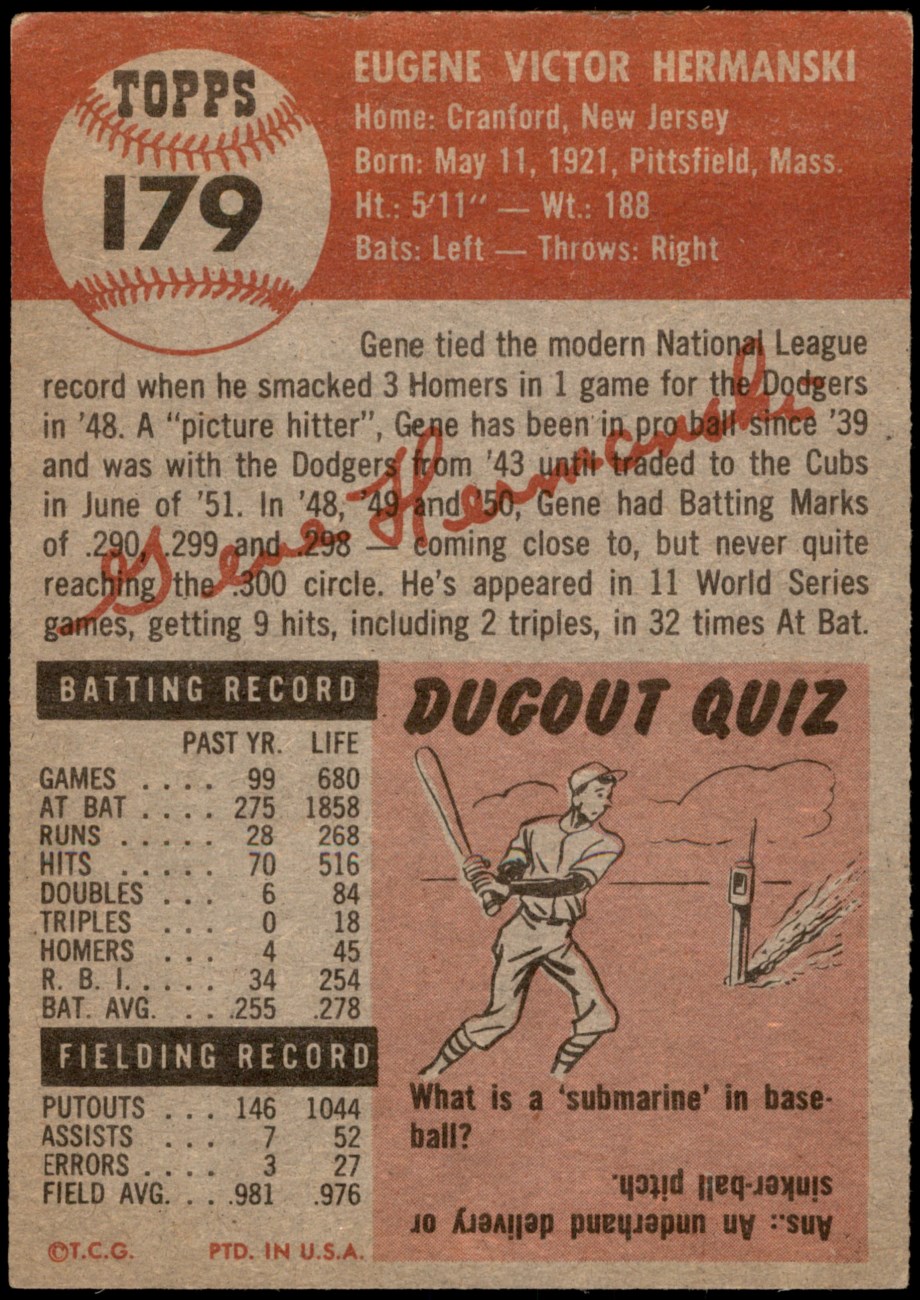 TOPPS
179
EUGENE VICTOR HERMANSKI
Home: Cranford, New Jersey
Born: May 11, 1921, Pittsfield, Mass.
Ht.: 5'11" — Wt.: 188
Bats: Left — Throws: Right
Gene tied the modern National League
record when he smacked 3 Homers in 1 game for the Dodgers
in '48. A "picture hitter", Gene has been in pro ball since '39
and was with the Dodgers from '43 until traded to the Cubs
in June of '51. In '48, '49 and '50, Gene had Batting Marks
of .290, .299 and .298 — coming close to, but never quite
reaching the .300 circle. He's appeared in 11 World Series
games, getting 9 hits, including 2 triples, in 32 times At Bat.
Gene Hermanski
BATTING RECORD
PAST YR. LIFE
GAMES . . . . 99 680
AT BAT . . . . 275 1858
RUNS . . . . . 28 268
HITS . . . . . 70 516
DOUBLES . . . 6 84
TRIPLES . . . 0 18
HOMERS . . . 4 45
R. B. I. . . . . 34 254
BAT. AVG. . . .255 .278
FIELDING RECORD
PUTOUTS . . . 146 1044
ASSISTS . . . 7 52
ERRORS . . . . 3 27
FIELD AVG. . . .981 .976
©T.C.G. PTD. IN U.S.A.
DUGOUT QUIZ
What is a 'submarine' in base-
ball?
Ans.: An underhand delivery or
sinker-ball pitch.